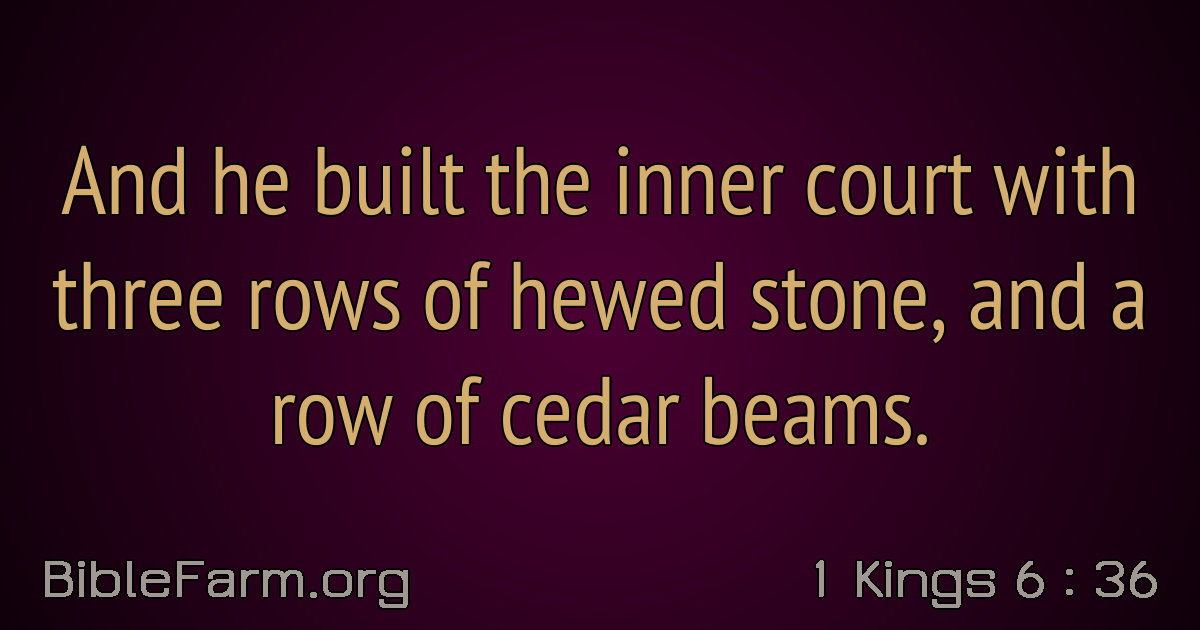 And he built the inner court with
three rows of hewed stone, and a
row of cedar beams.
BibleFarm.org
1 Kings 6 : 36